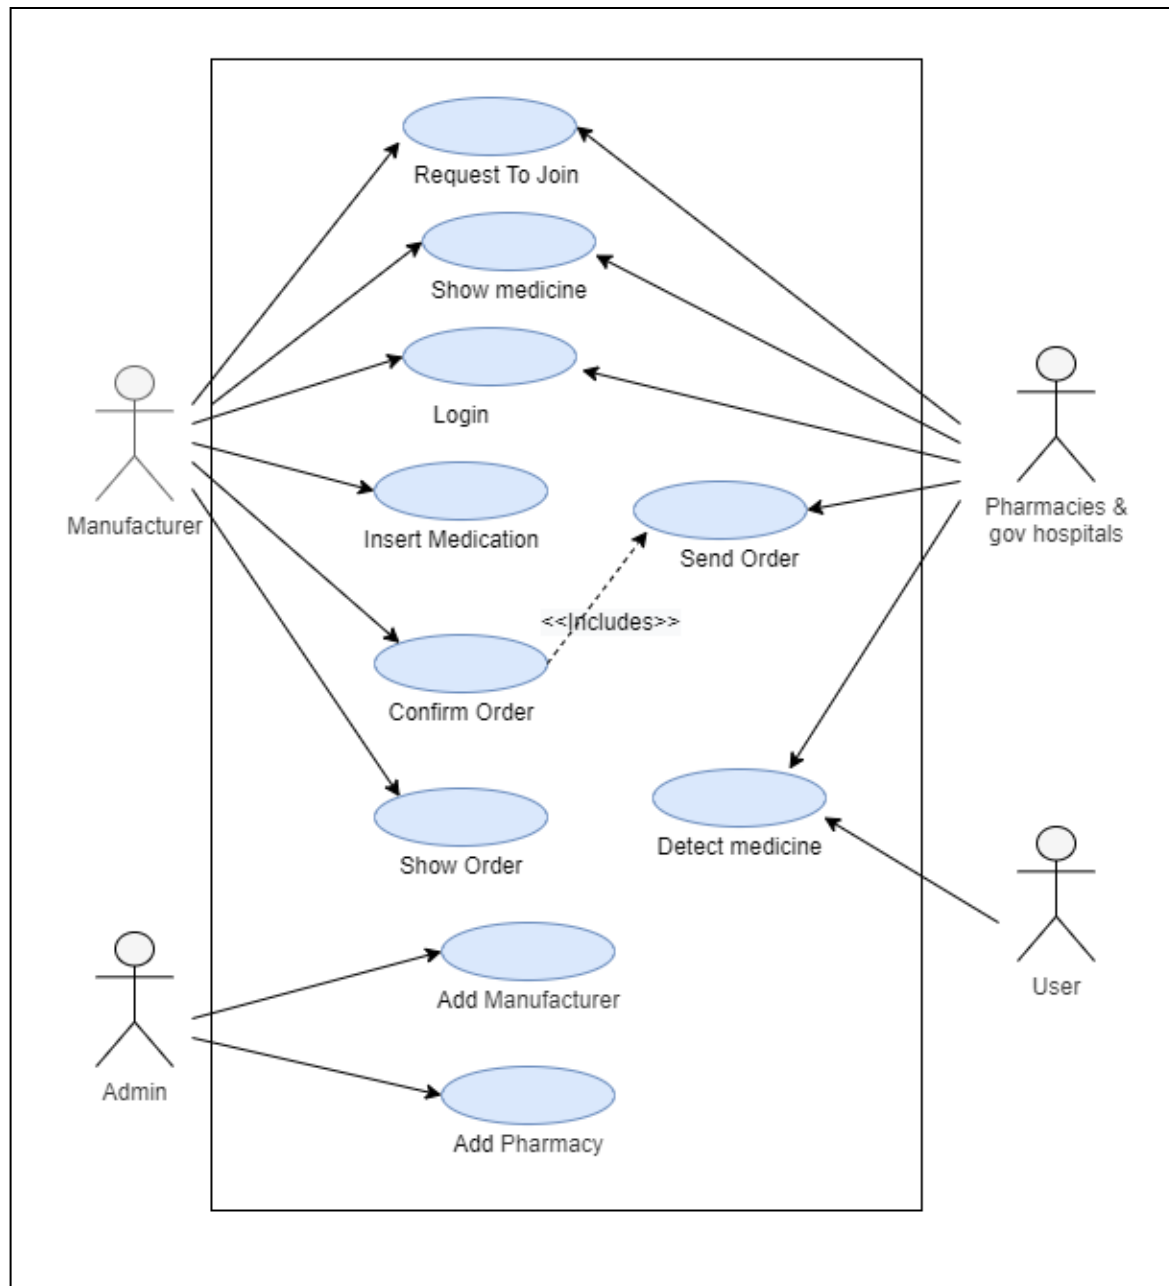 Request To Join
Show medicine
Login
Manufacturer
Insert Medication
Send Order
Pharmacies &
gov hospitals
<<Includes>>
Confirm Order
Show Order
Detect medicine
User
Add Manufacturer
Admin
Add Pharmacy